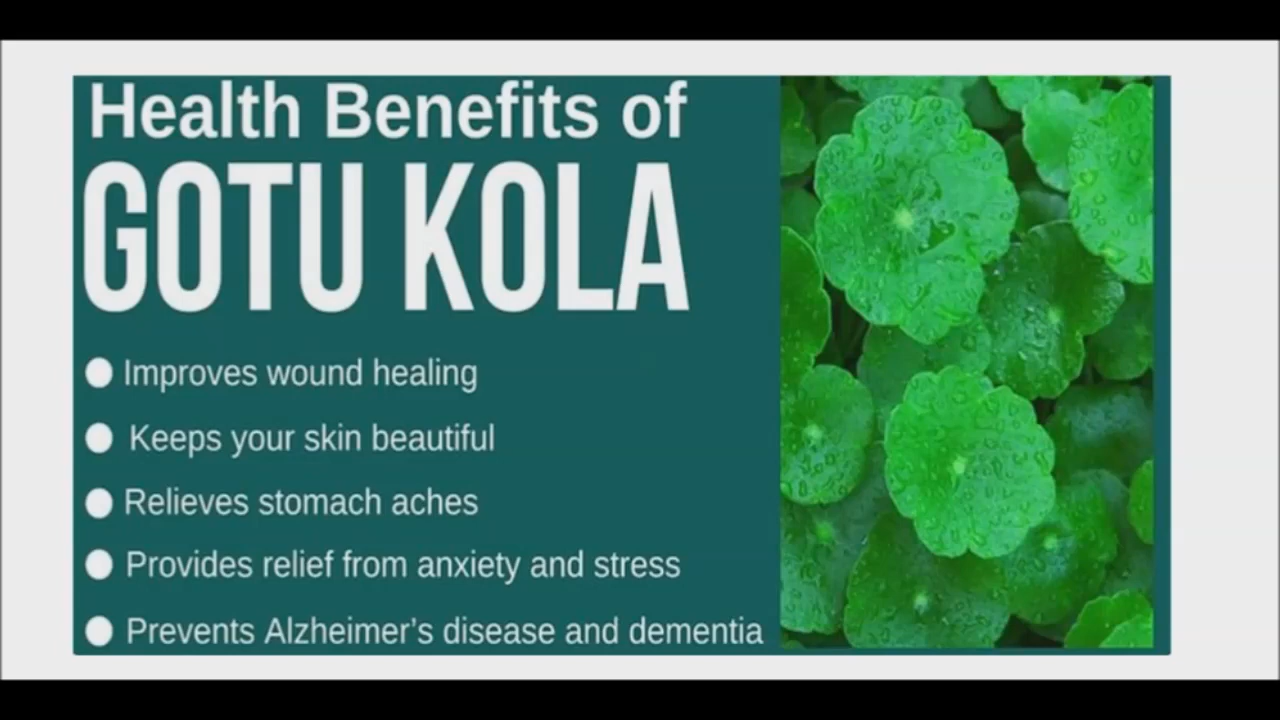 Health Benefits of
GOTU KOLA
Improves wound healing
Keeps your skin beautiful
Relieves stomach aches
Provides relief from anxiety and stress
Prevents Alzheimer's disease and dementia